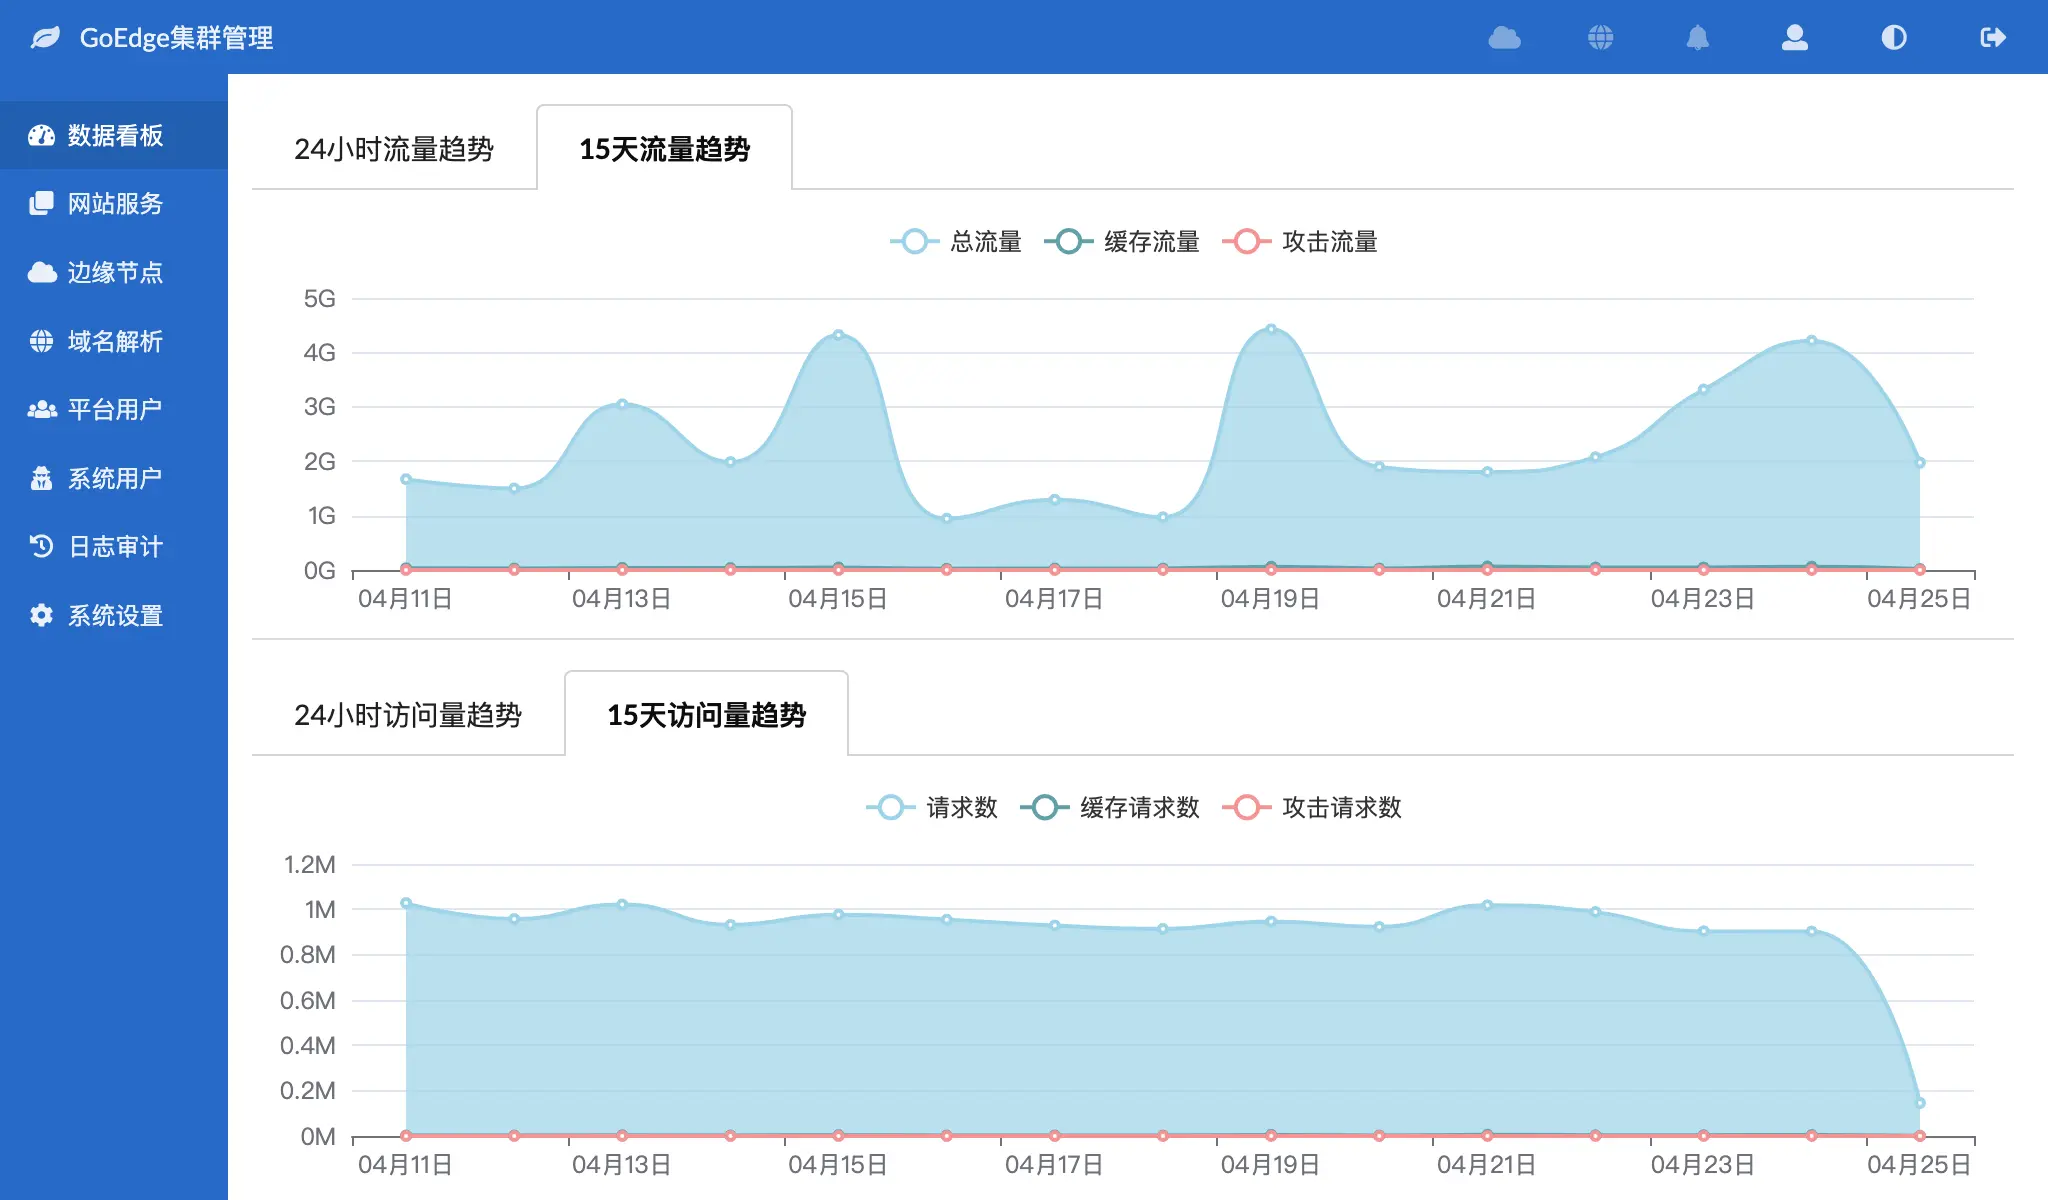 GoEdge集群管理
数据看板
网站服务
边缘节点
域名解析
平台用户
系统用户
日志审计
系统设置
24小时流量趋势
15天流量趋势
总流量 缓存流量 攻击流量
5G
4G
3G
2G
1G
0G
04月11日 04月13日 04月15日 04月17日 04月19日 04月21日 04月23日 04月25日
24小时访问量趋势
15天访问量趋势
请求数 缓存请求数 攻击请求数
1.2M
1M
0.8M
0.6M
0.4M
0.2M
0M
04月11日 04月13日 04月15日 04月17日 04月19日 04月21日 04月23日 04月25日